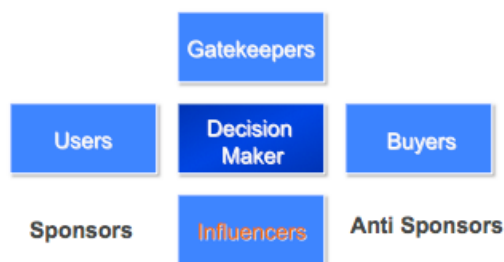 Gatekeepers
Users
Decision
Maker
Buyers
Sponsors
Influencers
Anti Sponsors